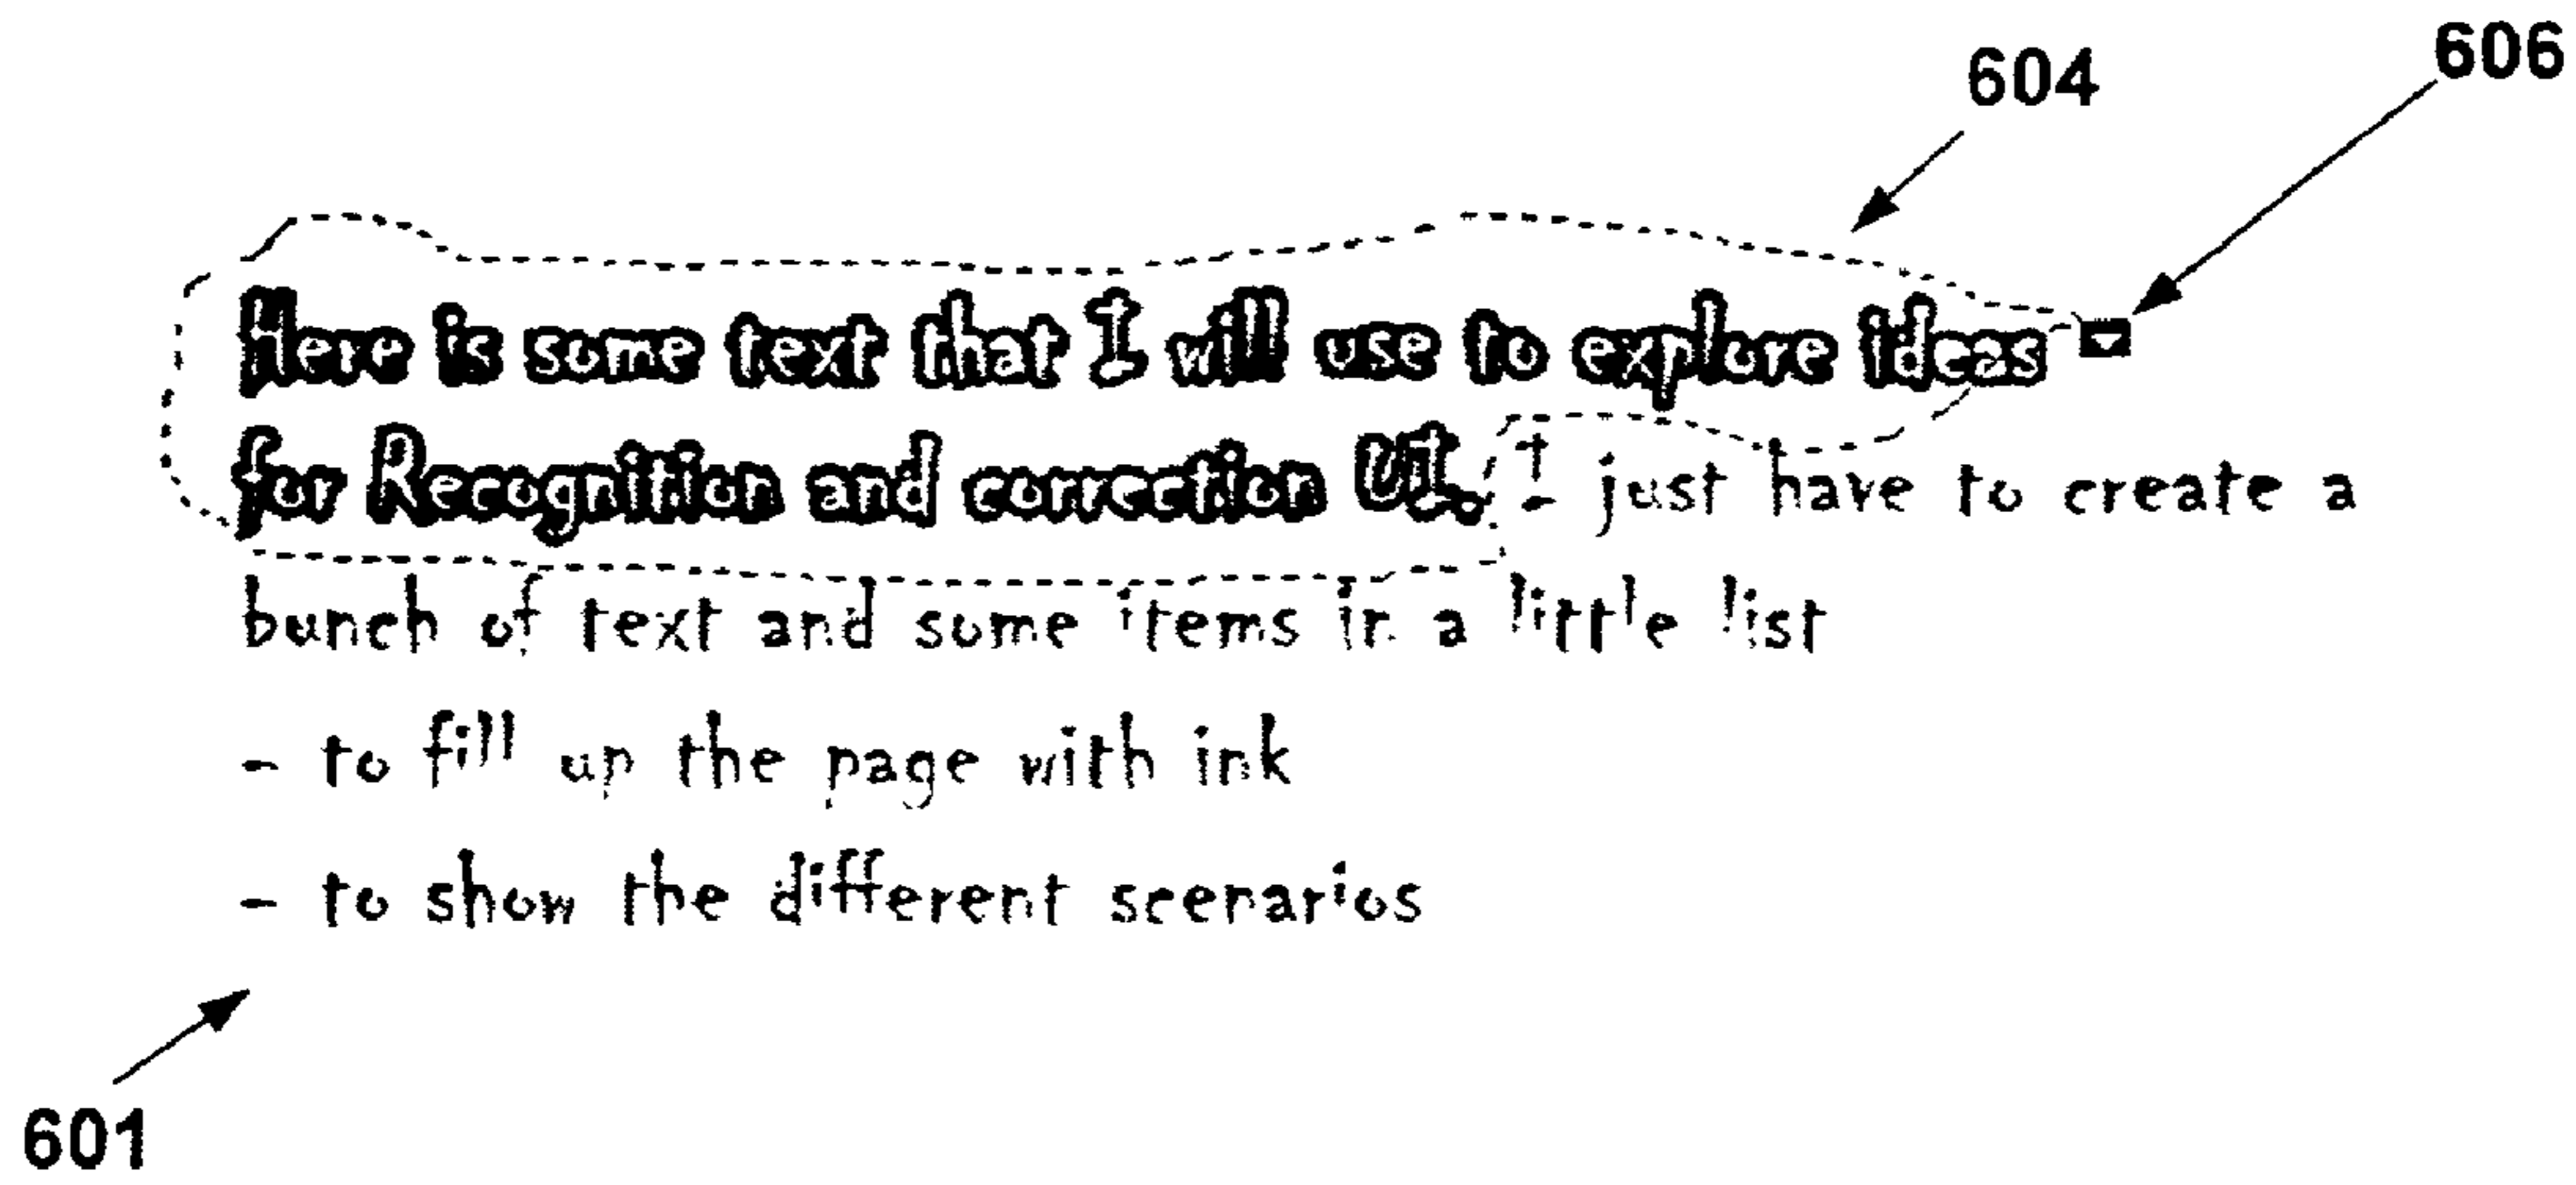 606
604
Here is some text that I will use to explore ideas
for Recognition and correction UI. I just have to create a
bunch of text and some items in a little list
- to fill up the page with ink
- to show the different scenarios
601